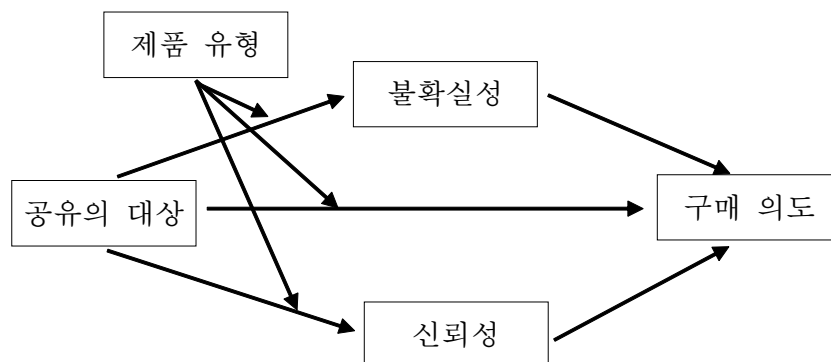 제품 유형
불확실성
공유의 대상
구매 의도
신뢰성